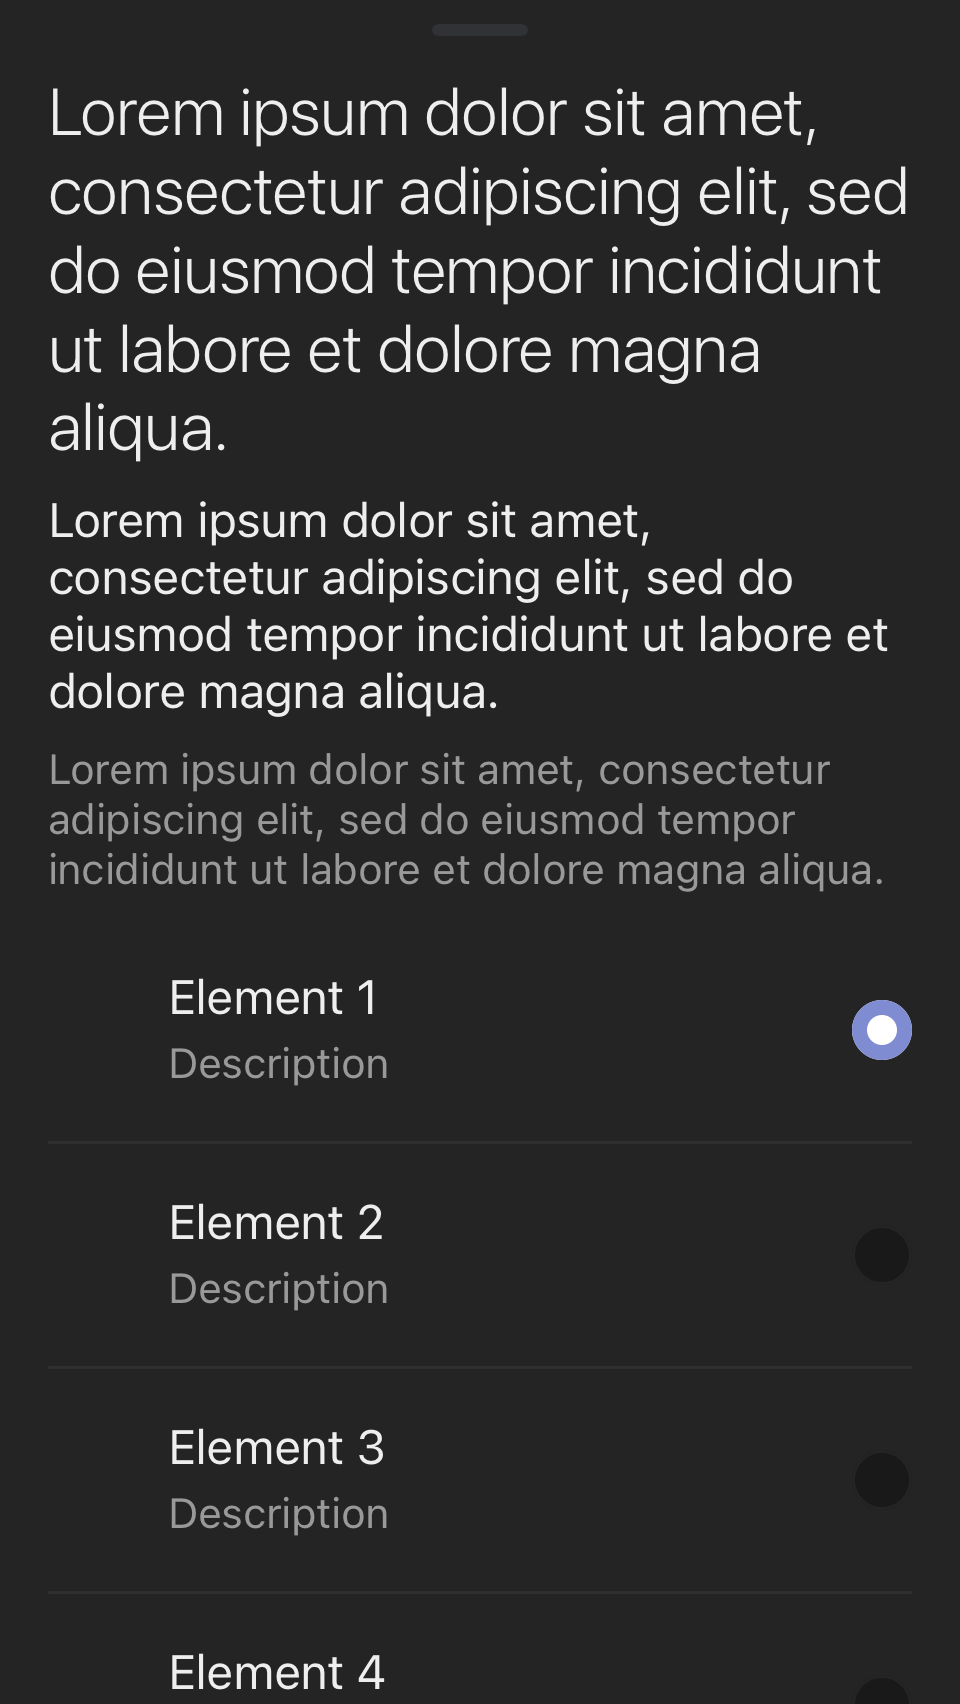 Lorem ipsum dolor sit amet,
consectetur adipiscing elit, sed
do eiusmod tempor incididunt
ut labore et dolore magna
aliqua.
Lorem ipsum dolor sit amet,
consectetur adipiscing elit, sed do
eiusmod tempor incididunt ut labore et
dolore magna aliqua.
Lorem ipsum dolor sit amet, consectetur
adipiscing elit, sed do eiusmod tempor
incididunt ut labore et dolore magna aliqua.
Element 1
Description
Element 2
Description
Element 3
Description
Element 4